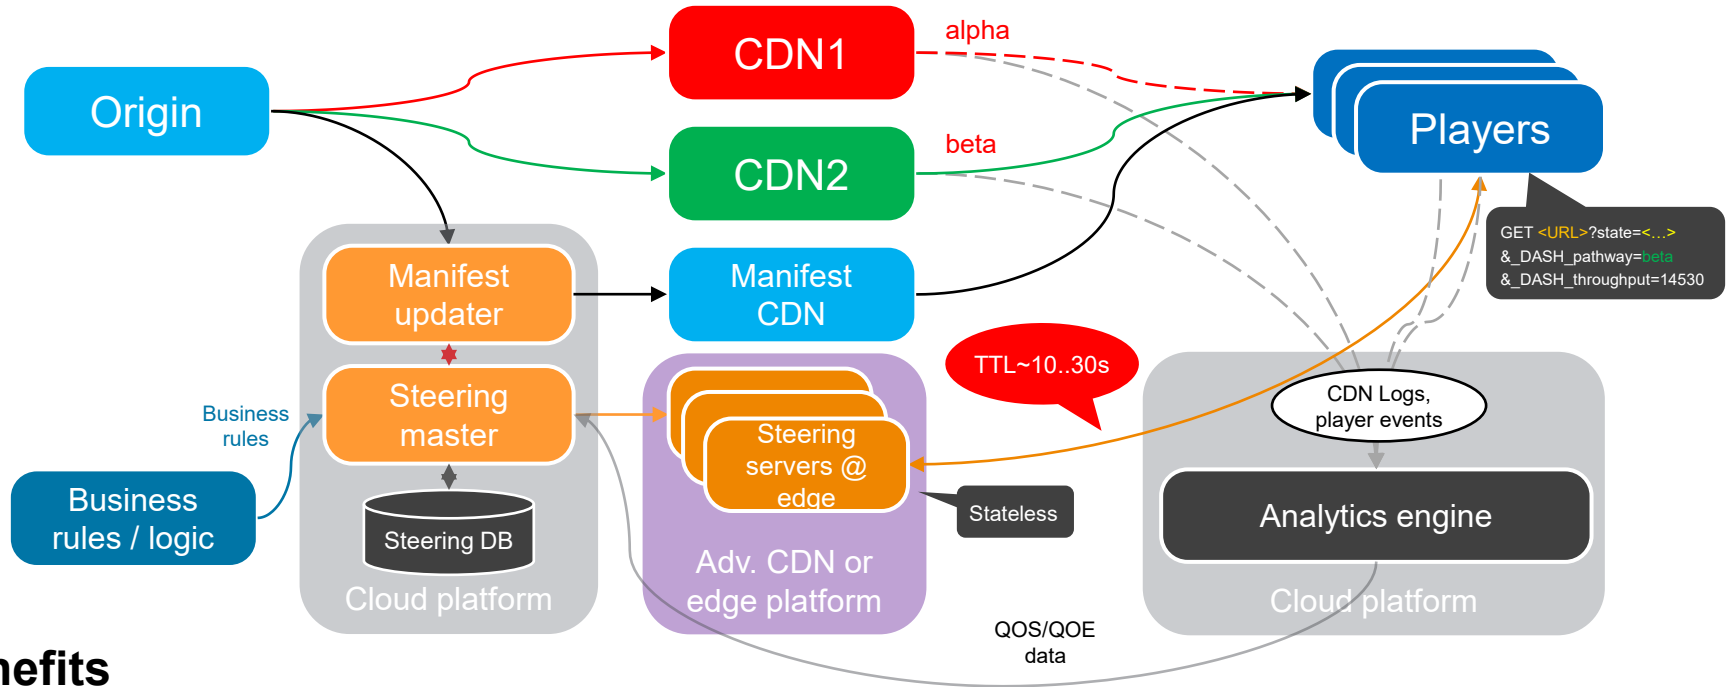 alpha
CDN1
Origin
Players
beta
CDN2
GET <URL>?state=<...>
&_DASH_pathway=beta
&_DASH_throughput=14530
Manifest
updater
Manifest
CDN
TTL~10..30s
Steering
master
Business
rules
CDN Logs,
player events
Steering
servers @
edge
Business
rules / logic
Steering DB
Stateless
Analytics engine
Adv. CDN or
edge platform
Cloud platform
Cloud platform
QOS/QOE
data